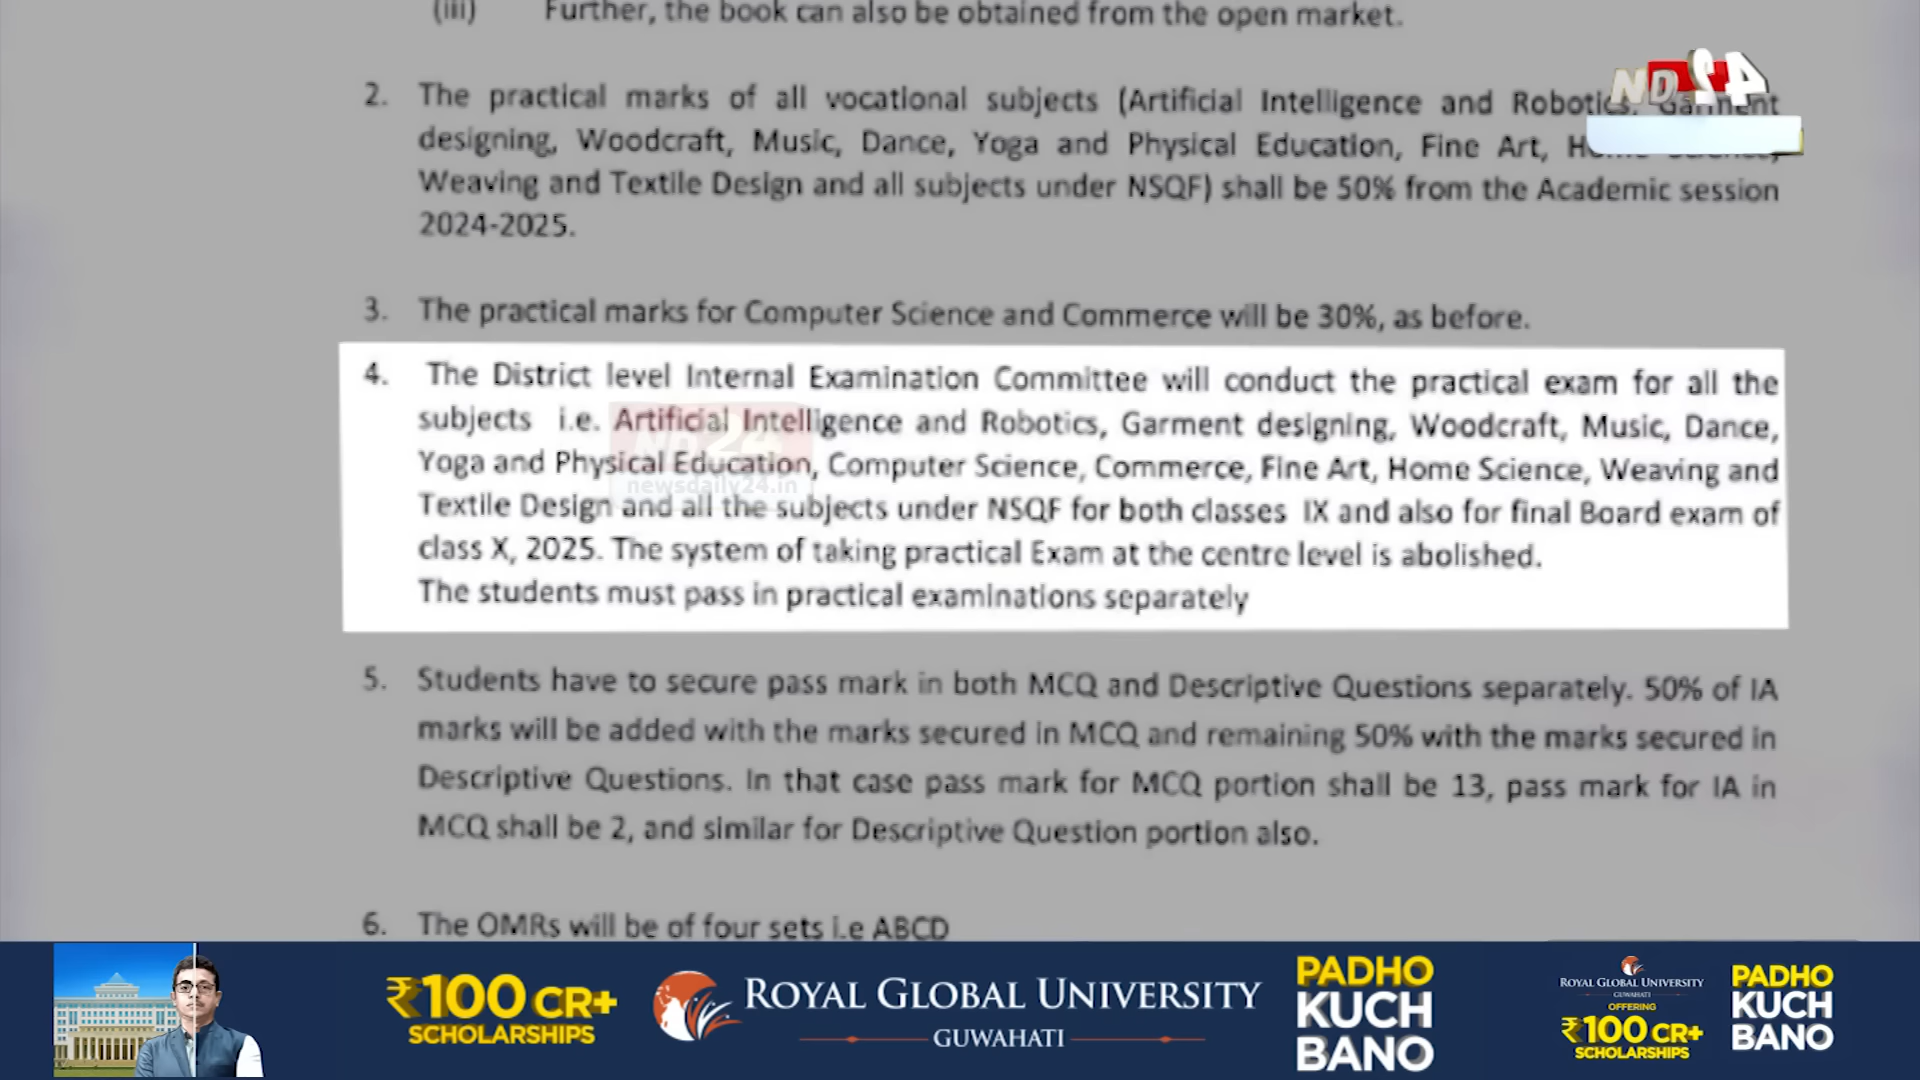 (iii) Further, the book can also be obtained from the open market.
2. The practical marks of all vocational subjects (Artificial Intelligence and Robotics, Garment
designing, Woodcraft, Music, Dance, Yoga and Physical Education, Fine Art, Home Science,
Weaving and Textile Design and all subjects under NSQF) shall be 50% from the Academic session
2024-2025.
3. The practical marks for Computer Science and Commerce will be 30%, as before.
4. The District level Internal Examination Committee will conduct the practical exam for all the
subjects i.e. Artificial Intelligence and Robotics, Garment designing, Woodcraft, Music, Dance,
Yoga and Physical Education, Computer Science, Commerce, Fine Art, Home Science, Weaving and
Textile Design and all the subjects under NSQF for both classes IX and also for final Board exam of
class X, 2025. The system of taking practical Exam at the centre level is abolished.
The students must pass in practical examinations separately
5. Students have to secure pass mark in both MCQ and Descriptive Questions separately. 50% of IA
marks will be added with the marks secured in MCQ and remaining 50% with the marks secured in
Descriptive Questions. In that case pass mark for MCQ portion shall be 13, pass mark for IA in
MCQ shall be 2, and similar for Descriptive Question portion also.
6. The OMRs will be of four sets i.e ABCD
ND24
ND24
newsdaily24.in
₹100 CR+
SCHOLARSHIPS
ROYAL GLOBAL UNIVERSITY
GUWAHATI
PADHO
KUCH
BANO
ROYAL GLOBAL UNIVERSITY
GUWAHATI
OFFERING
₹100 CR+
SCHOLARSHIPS
PADHO
KUCH
BANO